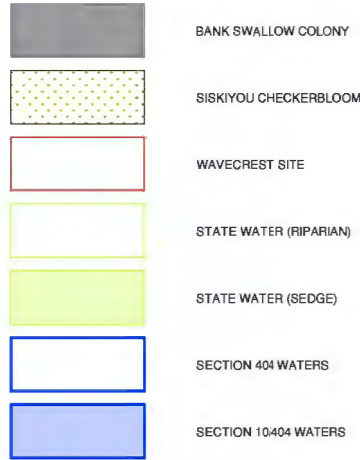 BANK SWALLOW COLONY
SISKIYOU CHECKERBLOOM
WAVECREST SITE
STATE WATER (RIPARIAN)
STATE WATER (SEDGE)
SECTION 404 WATERS
SECTION 10/404 WATERS